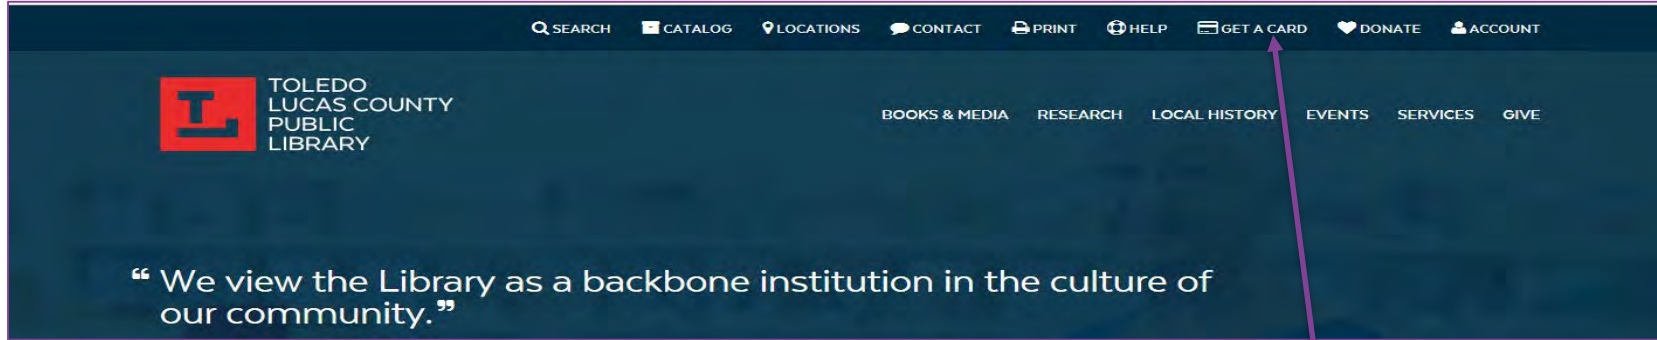 SEARCH CATALOG LOCATIONS CONTACT PRINT HELP GET A CARD DONATE ACCOUNT
TOLEDO
LUCAS COUNTY
PUBLIC
LIBRARY
BOOKS & MEDIA RESEARCH LOCAL HISTORY EVENTS SERVICES GIVE
“ We view the Library as a backbone institution in the culture of
our community.”